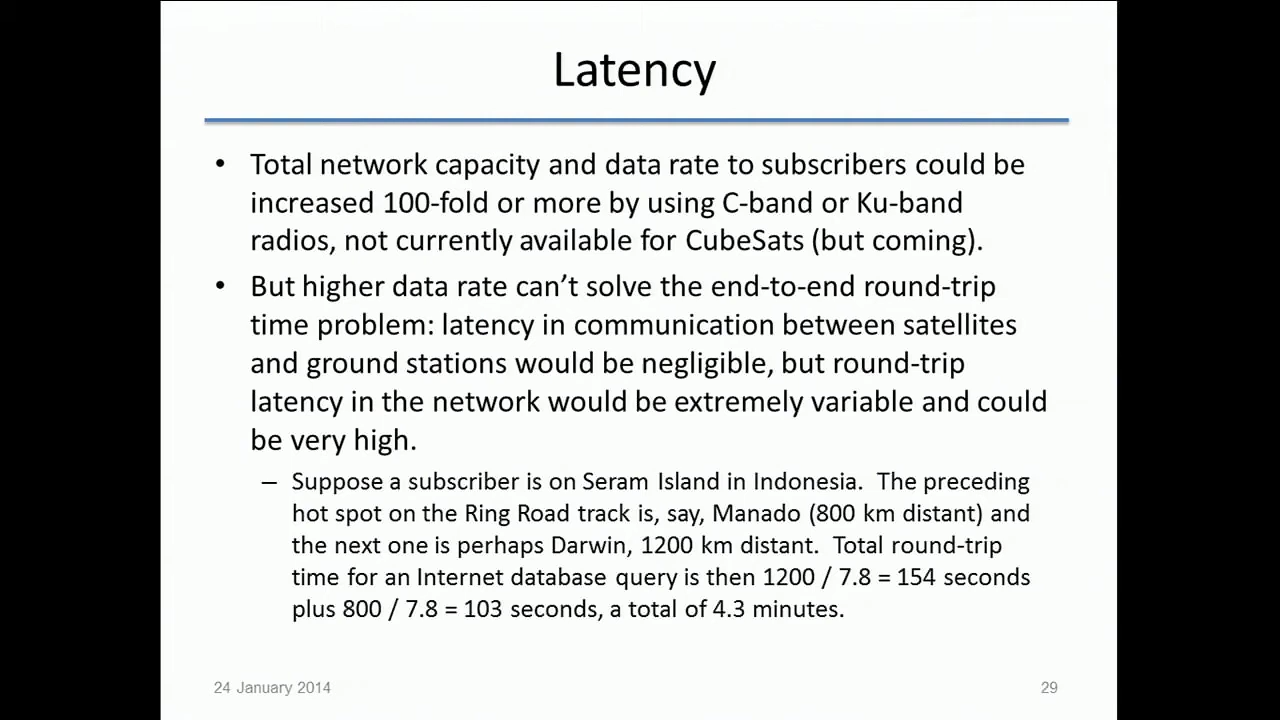 Latency
• Total network capacity and data rate to subscribers could be
increased 100-fold or more by using C-band or Ku-band
radios, not currently available for CubeSats (but coming).
• But higher data rate can’t solve the end-to-end round-trip
time problem: latency in communication between satellites
and ground stations would be negligible, but round-trip
latency in the network would be extremely variable and could
be very high.
– Suppose a subscriber is on Seram Island in Indonesia.  The preceding
hot spot on the Ring Road track is, say, Manado (800 km distant) and
the next one is perhaps Darwin, 1200 km distant.  Total round-trip
time for an Internet database query is then 1200 / 7.8 = 154 seconds
plus 800 / 7.8 = 103 seconds, a total of 4.3 minutes.
24 January 2014
29